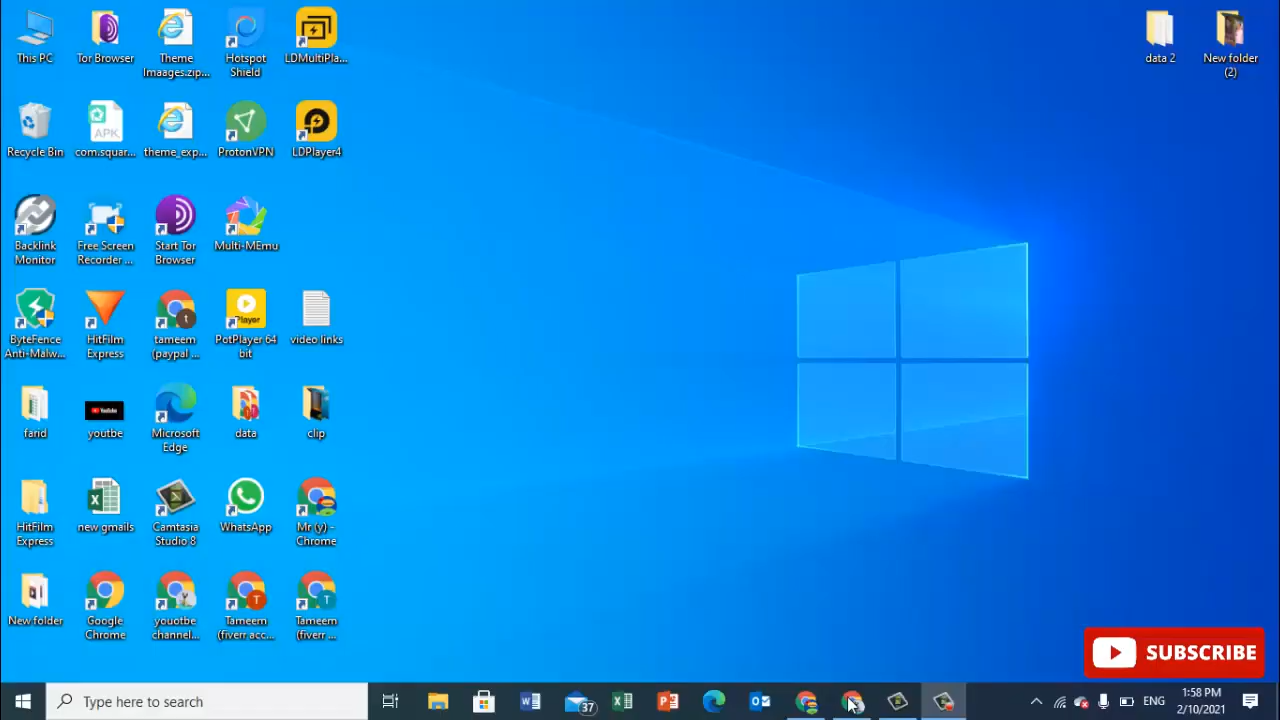 This PC
Tor Browser
Theme
Imaages.zip...
Hotspot
Shield
LDMultiPla...
data 2
New folder
(2)
Recycle Bin
APK
com.squar...
theme_exp...
ProtonVPN
LDPlayer4
Backlink
Monitor
Free Screen
Recorder ...
Start Tor
Browser
Multi-MEmu
ByteFence
Anti-Malw...
HitFilm
Express
t
tameem
(paypal ...
Player
PotPlayer 64
bit
video links
farid
YouTube
youtbe
Microsoft
Edge
data
clip
HitFilm
Express
new gmails
Camtasia
Studio 8
WhatsApp
Mr (y) -
Chrome
New folder
Google
Chrome
youotbe
channel...
T
Tameem
(fiverr acc...
T
Tameem
(fiverr ...
SUBSCRIBE
Type here to search
37
ENG
1:58 PM
2/10/2021